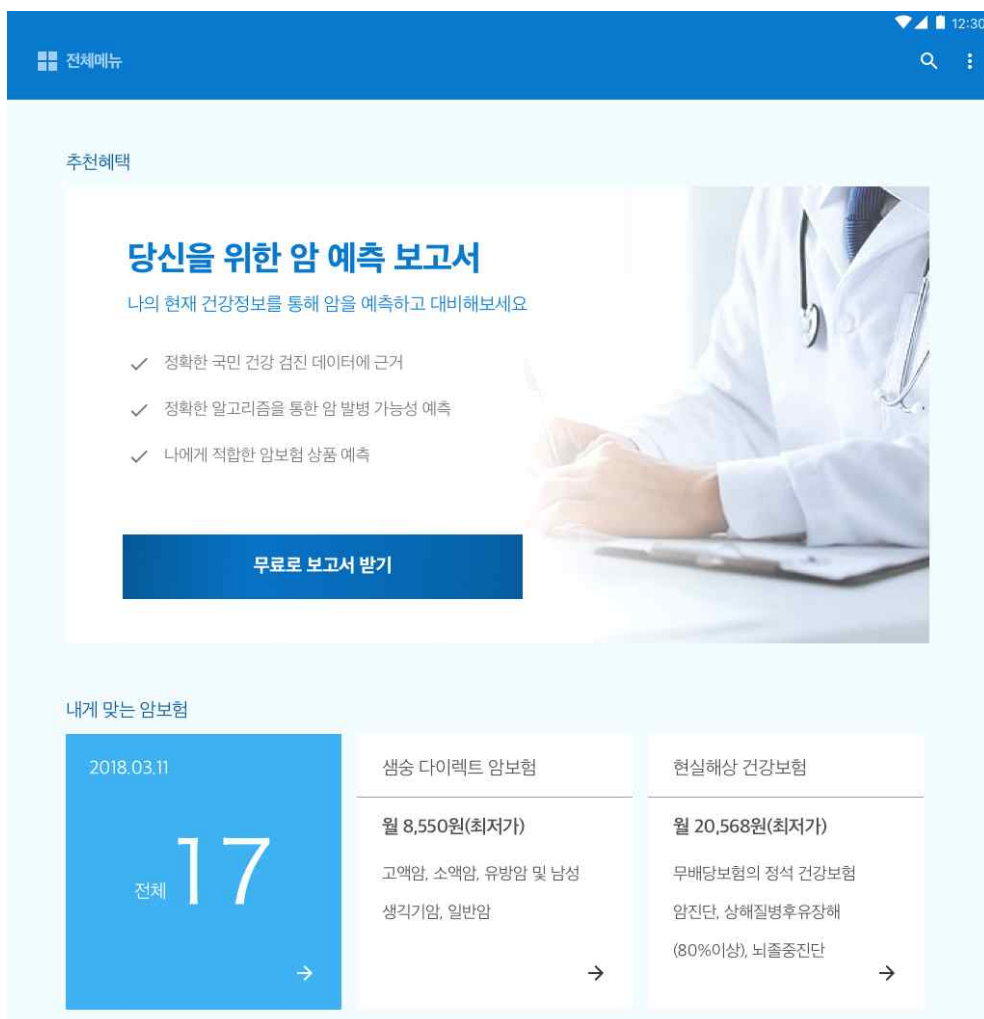 12:30
전체메뉴
추천혜택
당신을 위한 암 예측 보고서
나의 현재 건강정보를 통해 암을 예측하고 대비해보세요
정확한 국민 건강 검진 데이터에 근거
정확한 알고리즘을 통한 암 발병 가능성 예측
나에게 적합한 암보험 상품 예측
무료로 보고서 받기
내게 맞는 암보험
2018.03.11
전체 17
샘숭 다이렉트 암보험
월 8,550원(최저가)
고액암, 소액암, 유방암 및 남성
생긱기암, 일반암
현실해상 건강보험
월 20,568원(최저가)
무배당보험의 정석 건강보험
암진단, 상해질병후유장해
(80%이상), 뇌졸중진단